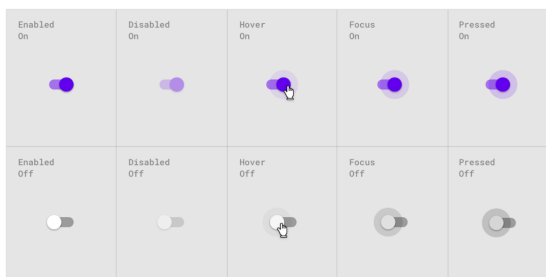 Enabled
On
Disabled
On
Hover
On
Focus
On
Pressed
On
Enabled
Off
Disabled
Off
Hover
Off
Focus
Off
Pressed
Off